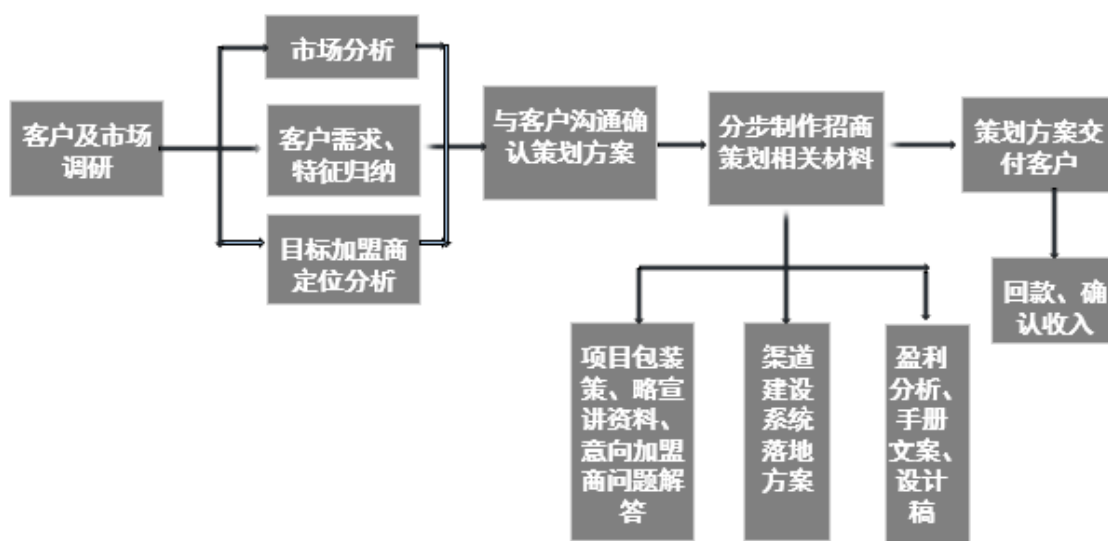 市场分析
客户及市场
调研
客户需求、
特征归纳
目标加盟商
定位分析
与客户沟通确
认策划方案
分步制作招商
策划相关材料
策划方案交
付客户
回款、确
认收入
项目包装
策、略宣
讲资料、
意向加盟
商问题解
答
渠道
建设
系统
落地
方案
盈利
分析、
手册
文案、
设计
稿